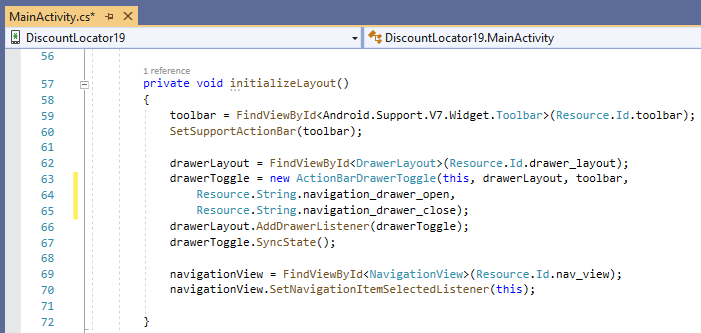 MainActivity.cs*
DiscountLocator19 DiscountLocator19.MainActivity
56
1 reference
57 private void initializeLayout()
58 {
59 toolbar = FindViewById<Android.Support.V7.Widget.Toolbar>(Resource.Id.toolbar);
60 SetSupportActionBar(toolbar);
61
62 drawerLayout = FindViewById<DrawerLayout>(Resource.Id.drawer_layout);
63 drawerToggle = new ActionBarDrawerToggle(this, drawerLayout, toolbar,
64 Resource.String.navigation_drawer_open,
65 Resource.String.navigation_drawer_close);
66 drawerLayout.AddDrawerListener(drawerToggle);
67 drawerToggle.SyncState();
68
69 navigationView = FindViewById<NavigationView>(Resource.Id.nav_view);
70 navigationView.SetNavigationItemSelectedListener(this);
71
72 }